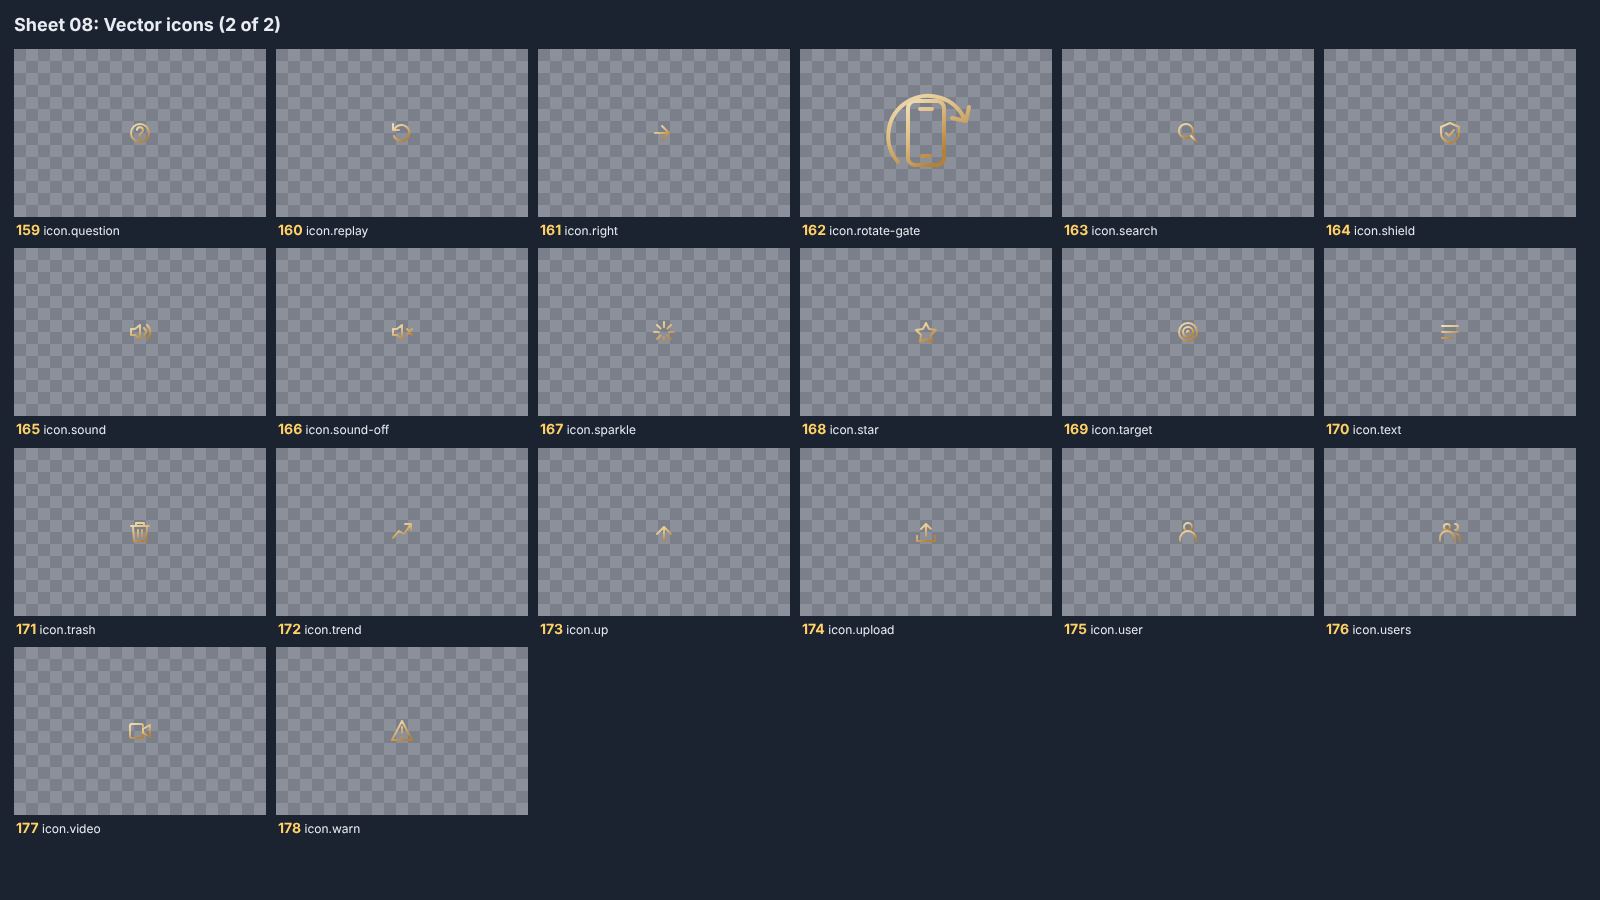 Sheet 08: Vector icons (2 of 2)
159 icon.question
160 icon.replay
161 icon.right
162 icon.rotate-gate
163 icon.search
164 icon.shield
165 icon.sound
166 icon.sound-off
167 icon.sparkle
168 icon.star
169 icon.target
170 icon.text
171 icon.trash
172 icon.trend
173 icon.up
174 icon.upload
175 icon.user
176 icon.users
177 icon.video
178 icon.warn